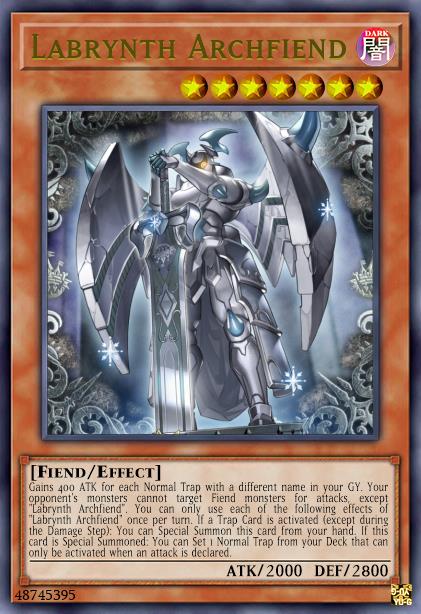 LABRYNTH ARCHFIEND
DARK
闇
[FIEND/EFFECT]
Gains 400 ATK for each Normal Trap with a different name in your GY. Your
opponent's monsters cannot target Fiend monsters for attacks, except
"Labrynth Archfiend". You can only use each of the following effects of
"Labrynth Archfiend" once per turn. If a Trap Card is activated (except during
the Damage Step): You can Special Summon this card from your hand. If this
card is Special Summoned: You can Set 1 Normal Trap from your Deck that can
only be activated when an attack is declared.
ATK/2000 DEF/2800
48745395